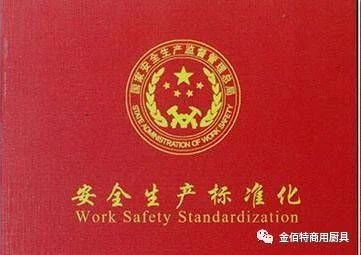 国家安全生产监督管理总局
STATE ADMINISTRATION OF WORK SAFETY
安全生产标准化
Work Safety Standardization
金佰特商用厨具